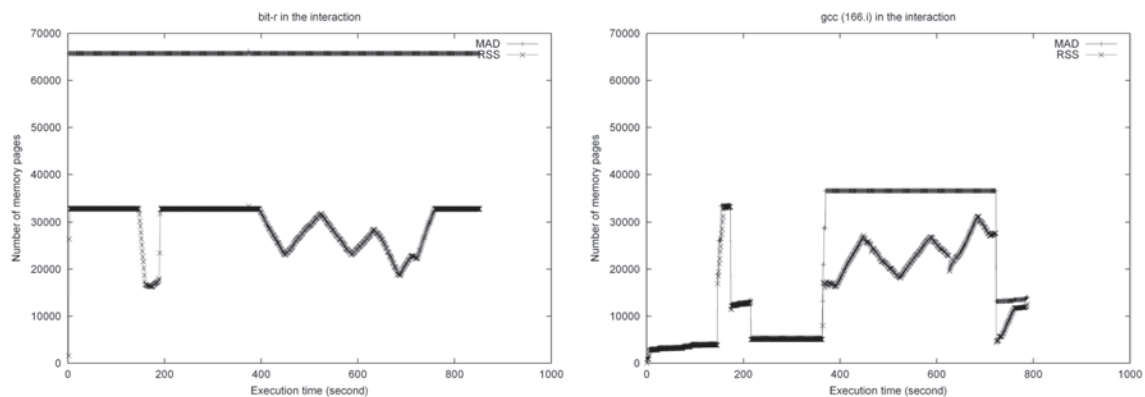 bit-r in the interaction
70000
60000
50000
40000
30000
20000
10000
0
0 200 400 600 800 1000
Number of memory pages
Execution time (second)
MAD
RSS
gcc (166.i) in the interaction
70000
60000
50000
40000
30000
20000
10000
0
0 200 400 600 800 1000
Number of memory pages
Execution time (second)
MAD
RSS